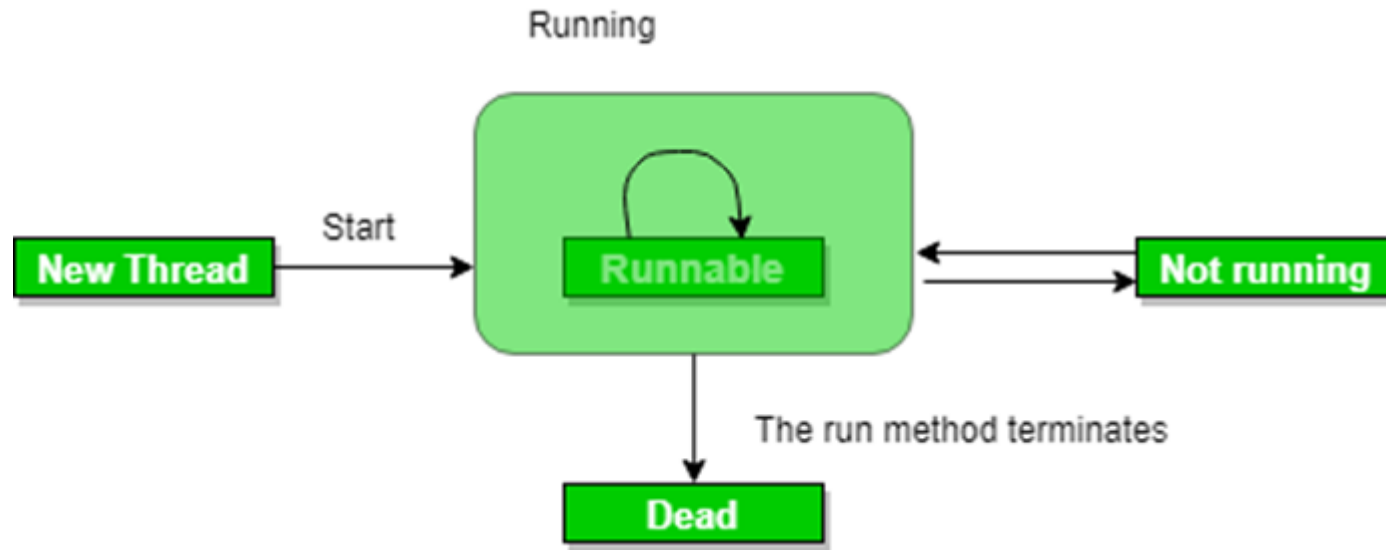 Running
Start
New Thread
Runnable
Not running
The run method terminates
Dead